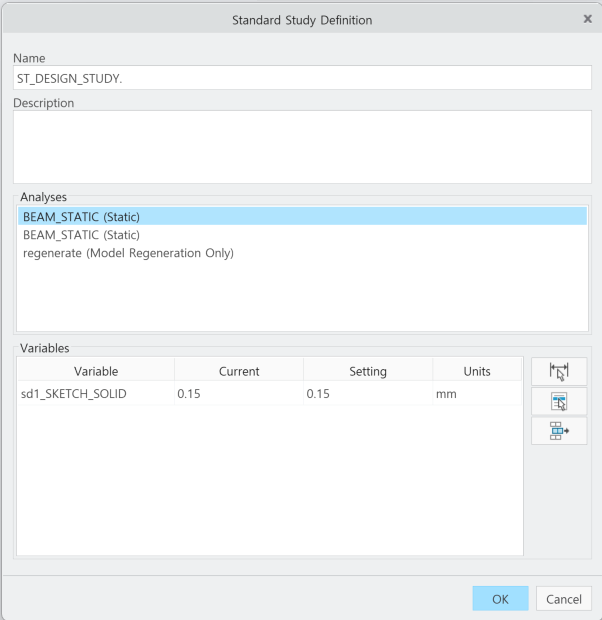 Standard Study Definition
x
Name
ST_DESIGN_STUDY.
Description
Analyses
BEAM_STATIC (Static)
BEAM_STATIC (Static)
regenerate (Model Regeneration Only)
Variables
Variable Current Setting Units
sd1_SKETCH_SOLID 0.15 0.15 mm
OK Cancel